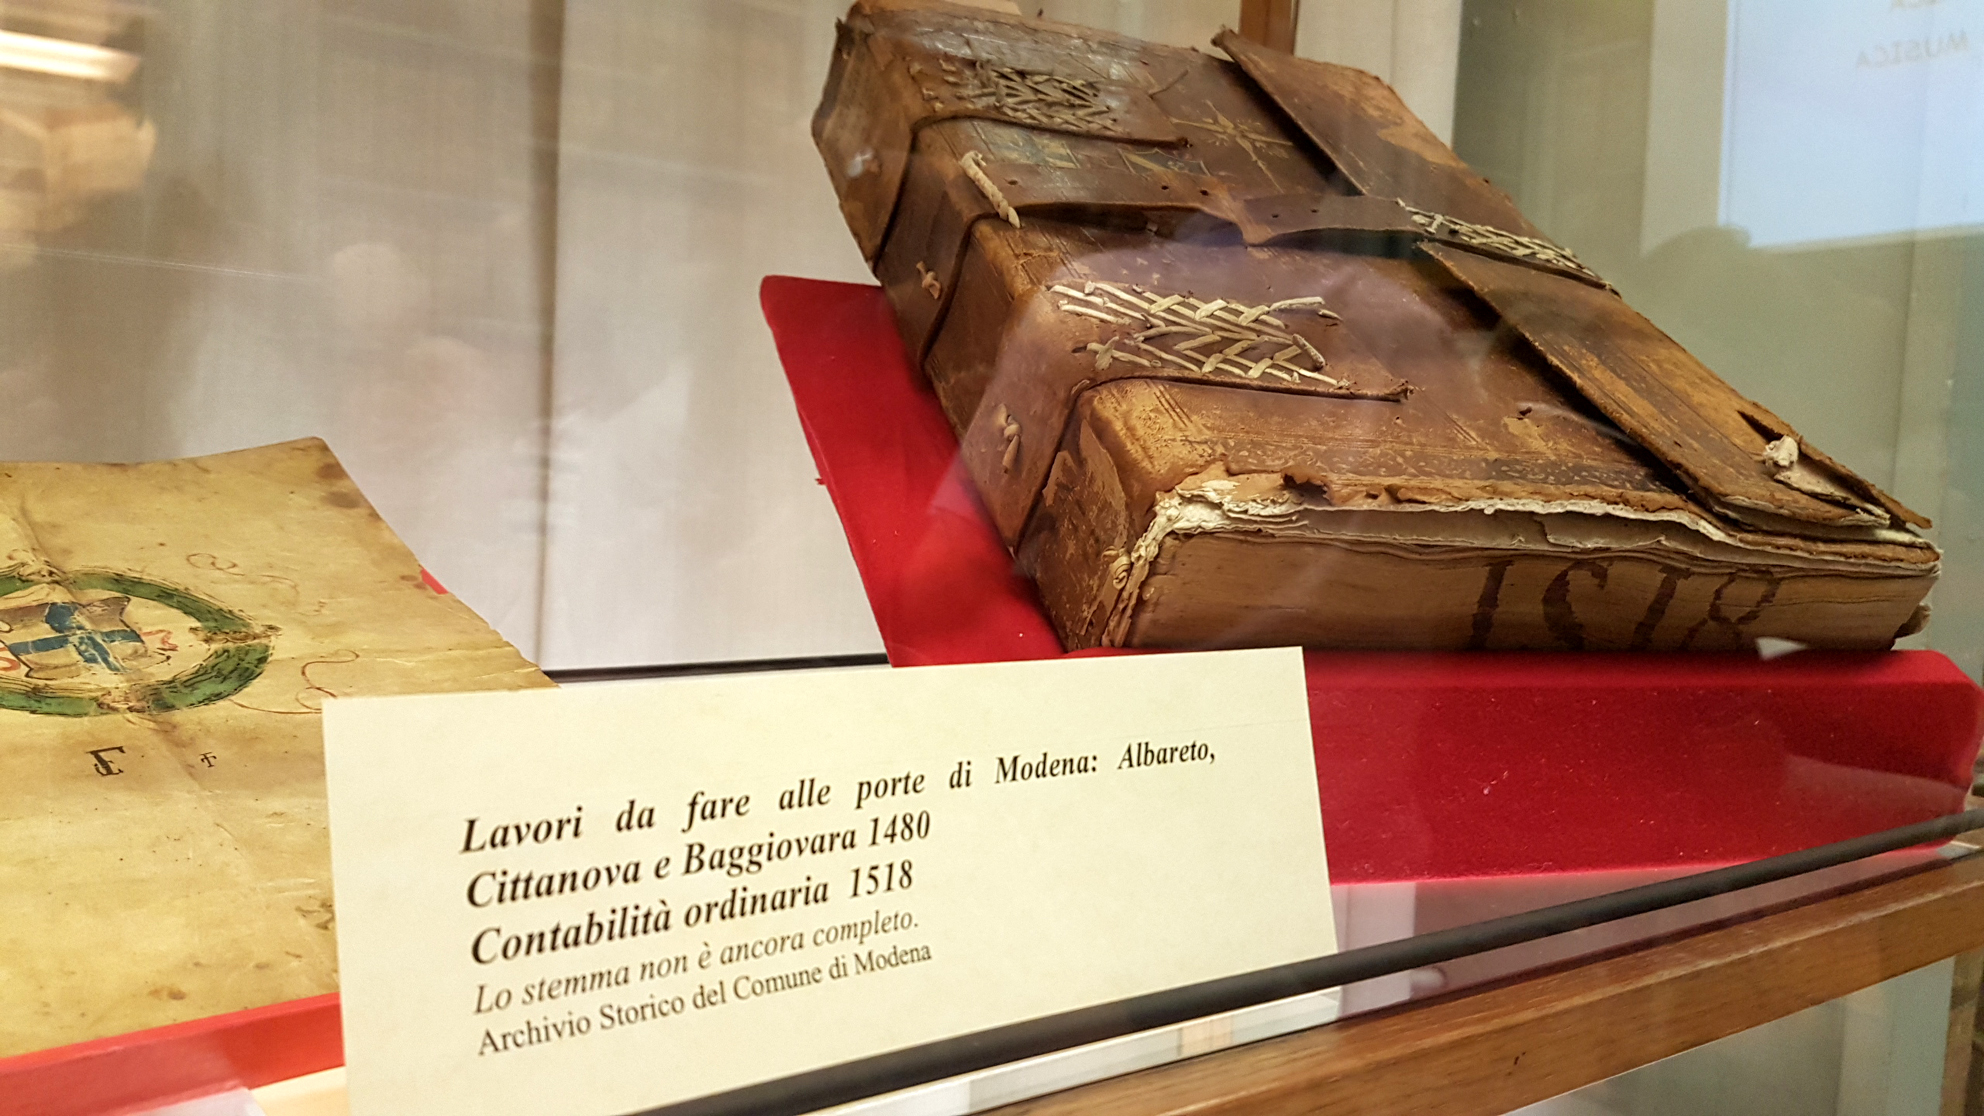 MUSICA
1518
Lavori da fare alle porte di Modena: Albareto,
Cittanova e Baggiovara 1480
Contabilità ordinaria 1518
Lo stemma non è ancora completo.
Archivio Storico del Comune di Modena